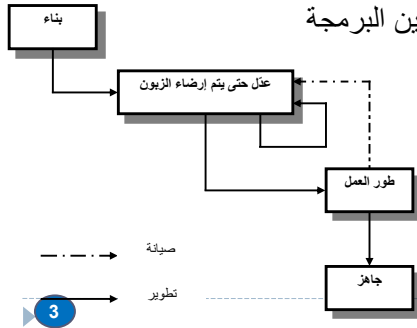 ين البرمجة
بناء
عدّل حتى يتم إرضاء الزبون
طور العمل
صيانة
جاهز
تطوير
3